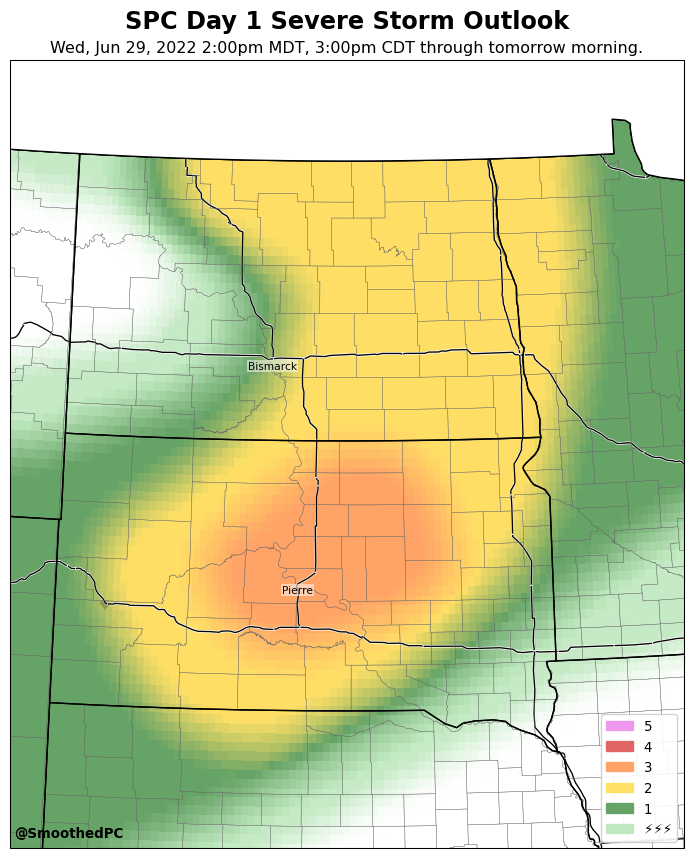 SPC Day 1 Severe Storm Outlook
Wed, Jun 29, 2022 2:00pm MDT, 3:00pm CDT through tomorrow morning.
Bismarck
Pierre
5
4
3
2
1
⚡⚡⚡
@SmoothedPC